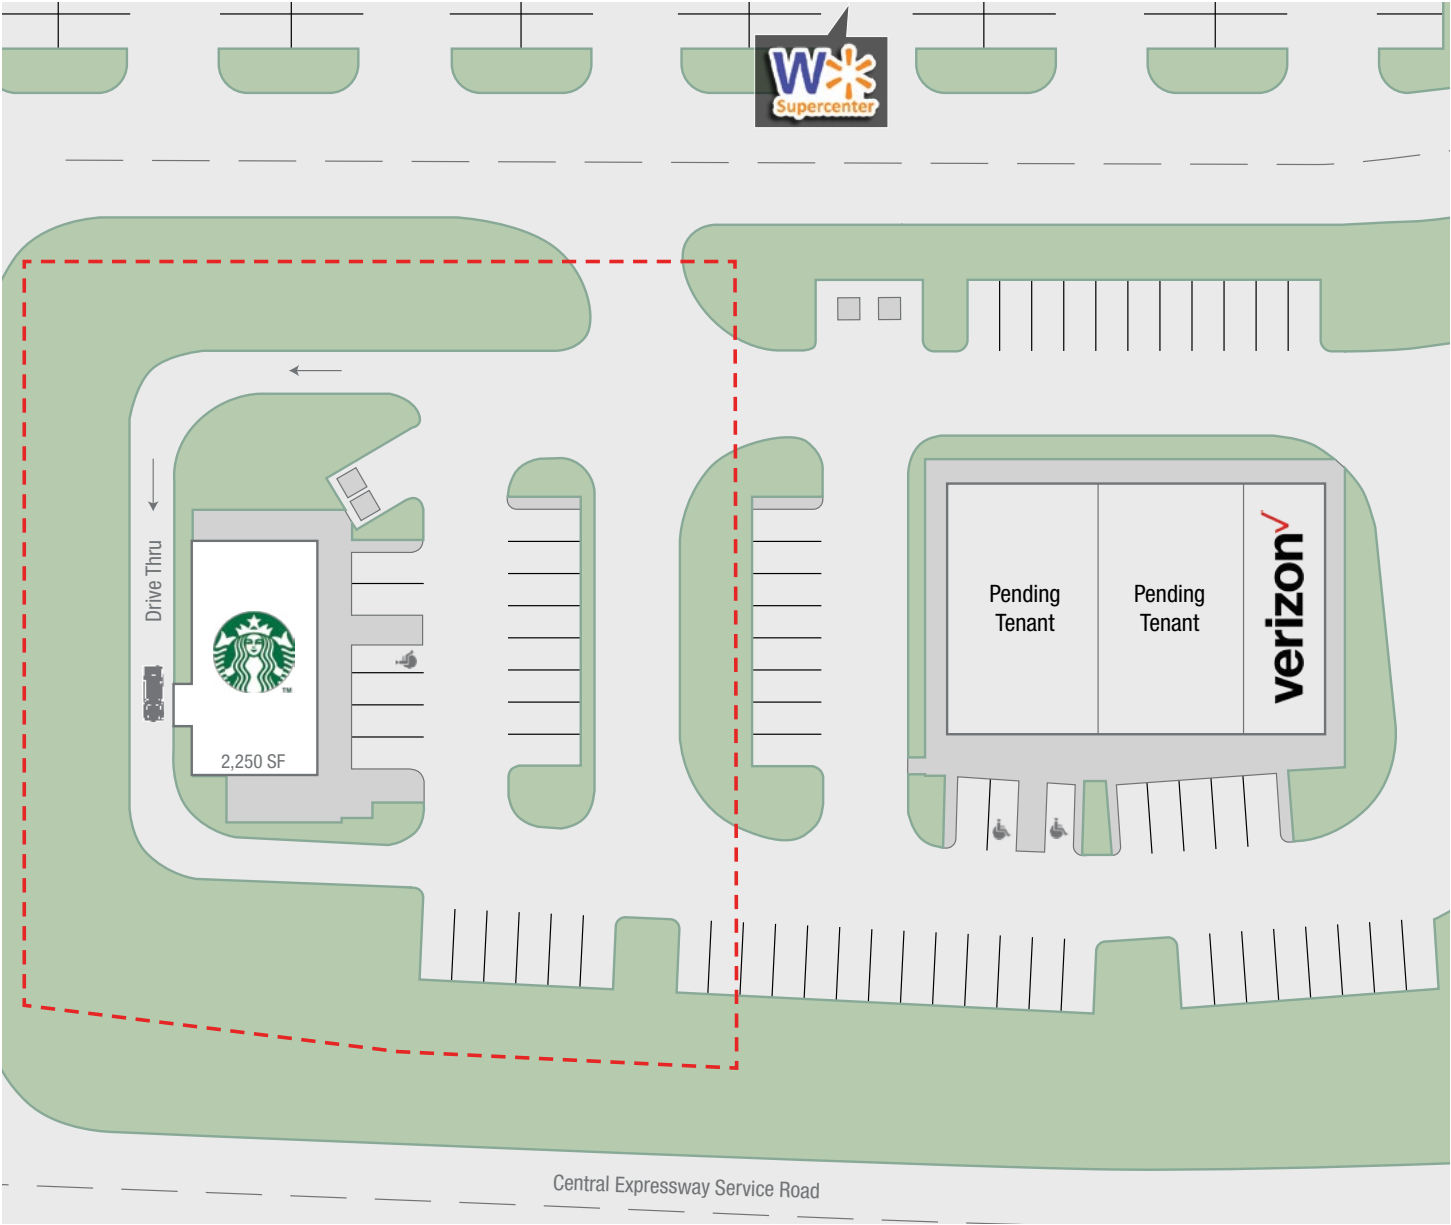 W
Supercenter
Drive Thru
TM
2,250 SF
Pending
Tenant
Pending
Tenant
verizon
Central Expressway Service Road